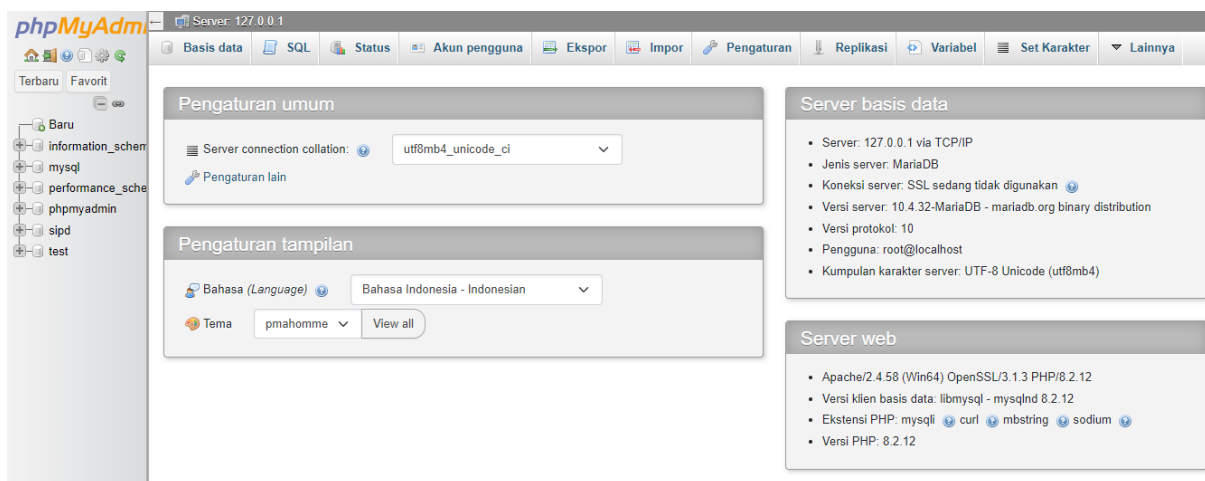 phpMyAdm
Server: 127.0.0.1
Basis data SQL Status Akun pengguna Ekspor Impor Pengaturan Replikasi Variabel Set Karakter Lainnya
Terbaru Favorit
Baru
information_schem
mysql
performance_sche
phpmyadmin
sipd
test
Pengaturan umum
Server connection collation: utf8mb4_unicode_ci
Pengaturan lain
Pengaturan tampilan
Bahasa (Language) Bahasa Indonesia - Indonesian
Tema pmahomme View all
Server basis data
Server: 127.0.0.1 via TCP/IP
Jenis server: MariaDB
Koneksi server: SSL sedang tidak digunakan
Versi server: 10.4.32-MariaDB - mariadb.org binary distribution
Versi protokol: 10
Pengguna: root@localhost
Kumpulan karakter server: UTF-8 Unicode (utf8mb4)
Server web
Apache/2.4.58 (Win64) OpenSSL/3.1.3 PHP/8.2.12
Versi klien basis data: libmysql - mysqlnd 8.2.12
Ekstensi PHP: mysqli curl mbstring sodium
Versi PHP: 8.2.12